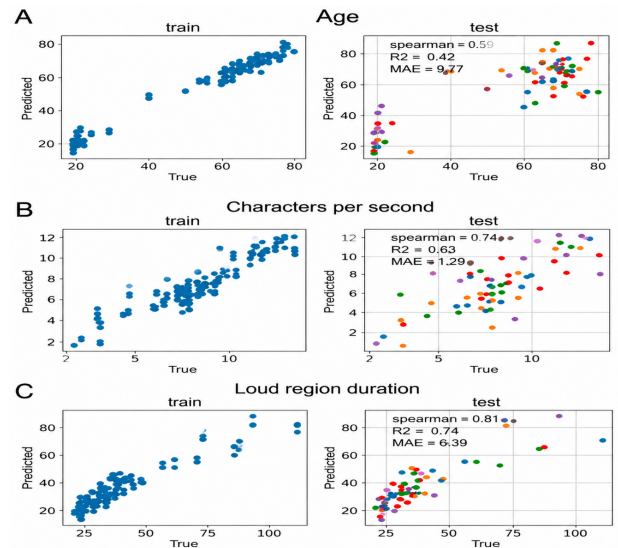 A
train
Age
test
Predicted
80
60
40
20
20
40
60
80
True
spearman = 0.59
R2 = 0.42
MAE = 9.77
Predicted
80
60
40
20
20
40
60
80
True
B
Characters per second
train
test
Predicted
12
10
8
6
4
2
2
5
10
True
spearman = 0.74
R2 = 0.63
MAE = 1.29
Predicted
12
10
8
6
4
2
2
5
10
True
C
Loud region duration
train
test
Predicted
80
60
40
20
25
50
75
100
True
spearman = 0.81
R2 = 0.74
MAE = 6.39
Predicted
80
60
40
20
25
50
75
100
True